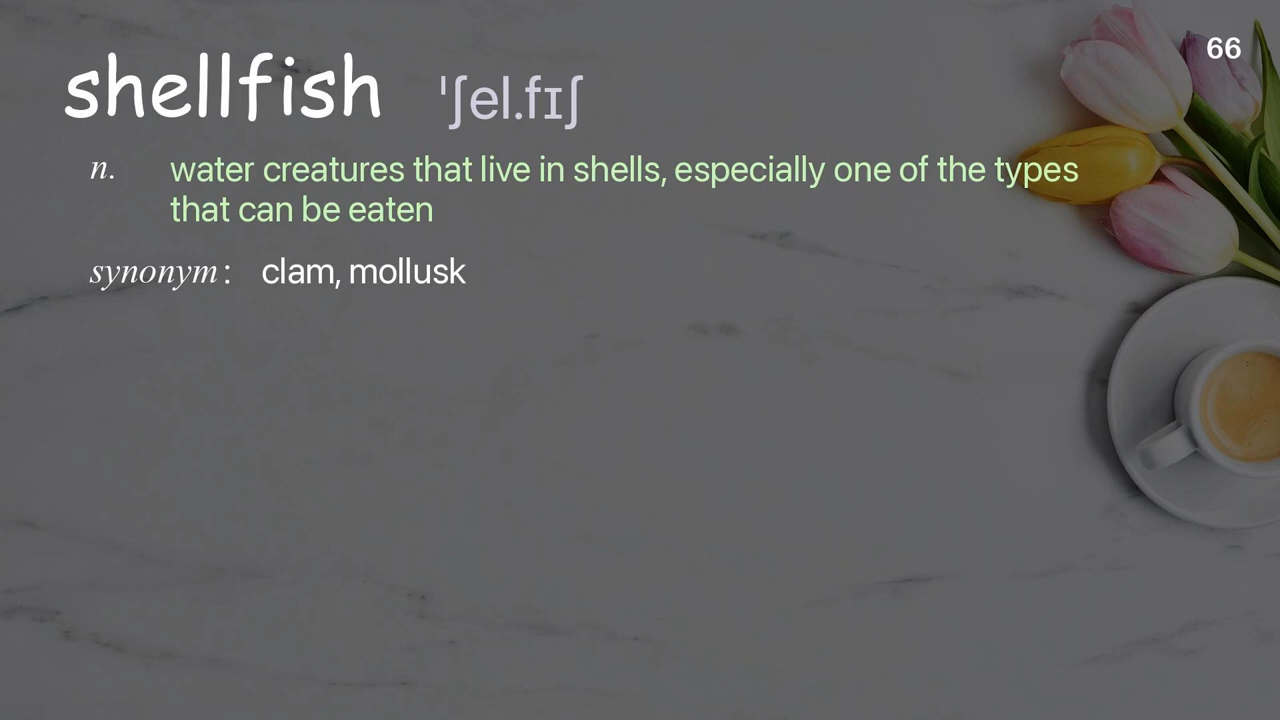 66
shellfish ˈʃel.fɪʃ
n. water creatures that live in shells, especially one of the types
that can be eaten
synonym: clam, mollusk